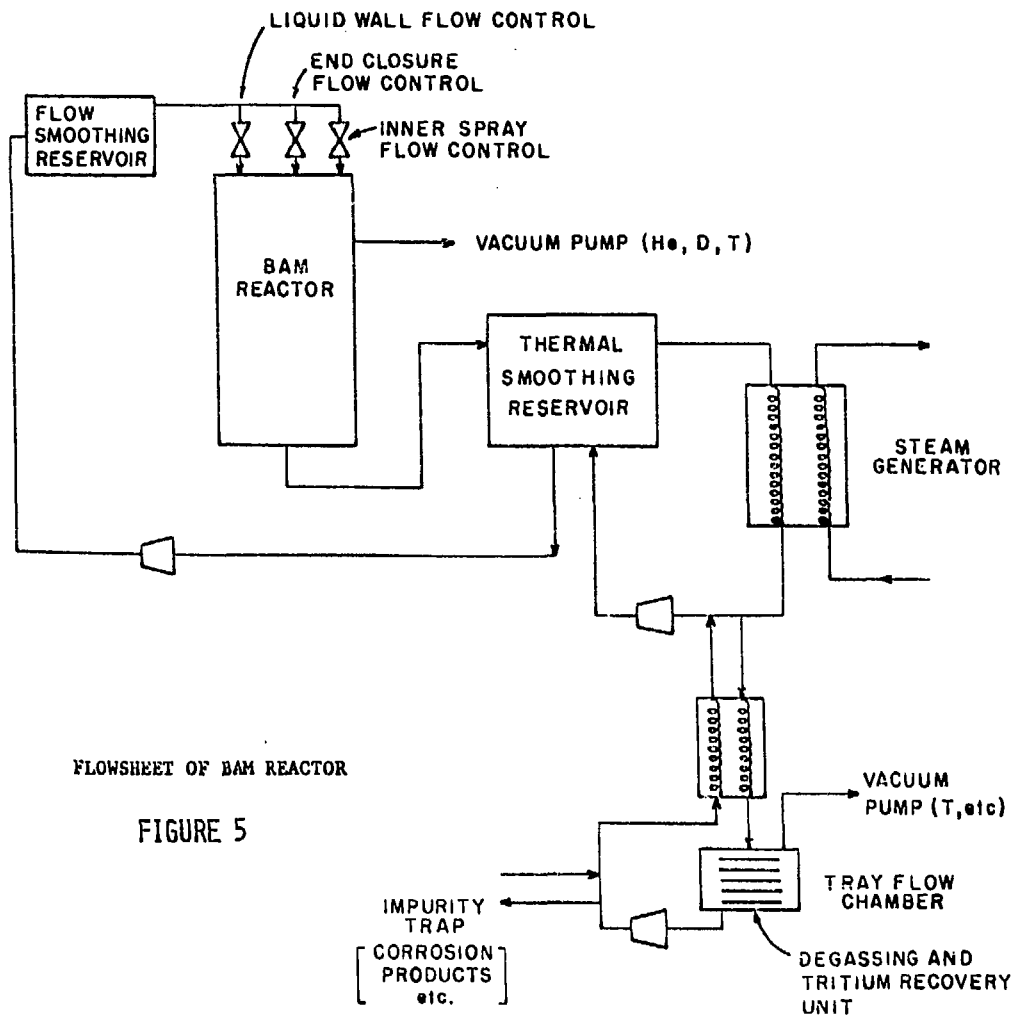 LIQUID WALL FLOW CONTROL
END CLOSURE
FLOW CONTROL
FLOW
SMOOTHING
RESERVOIR
INNER SPRAY
FLOW CONTROL
VACUUM PUMP (He, D, T)
BAM
REACTOR
THERMAL
SMOOTHING
RESERVOIR
STEAM
GENERATOR
FLOWSHEET OF BAM REACTOR
FIGURE 5
VACUUM
PUMP (T, etc)
TRAY FLOW
CHAMBER
IMPURITY
TRAP
[CORROSION
PRODUCTS
etc.]
DEGASSING AND
TRITIUM RECOVERY
UNIT